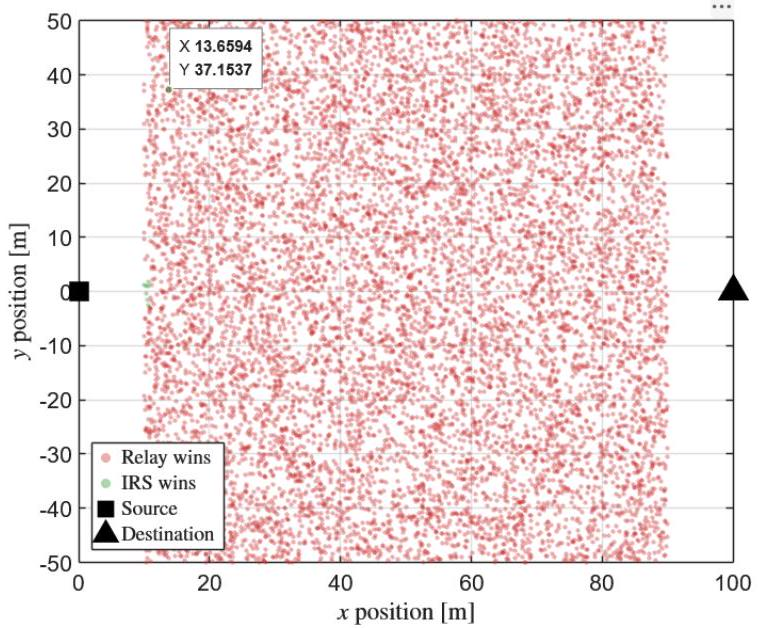 50
40
30
20
10
0
-10
-20
-30
-40
-50
y position [m]
X 13.6594
Y 37.1537
Relay wins
IRS wins
Source
Destination
0
20
40
60
80
100
x position [m]